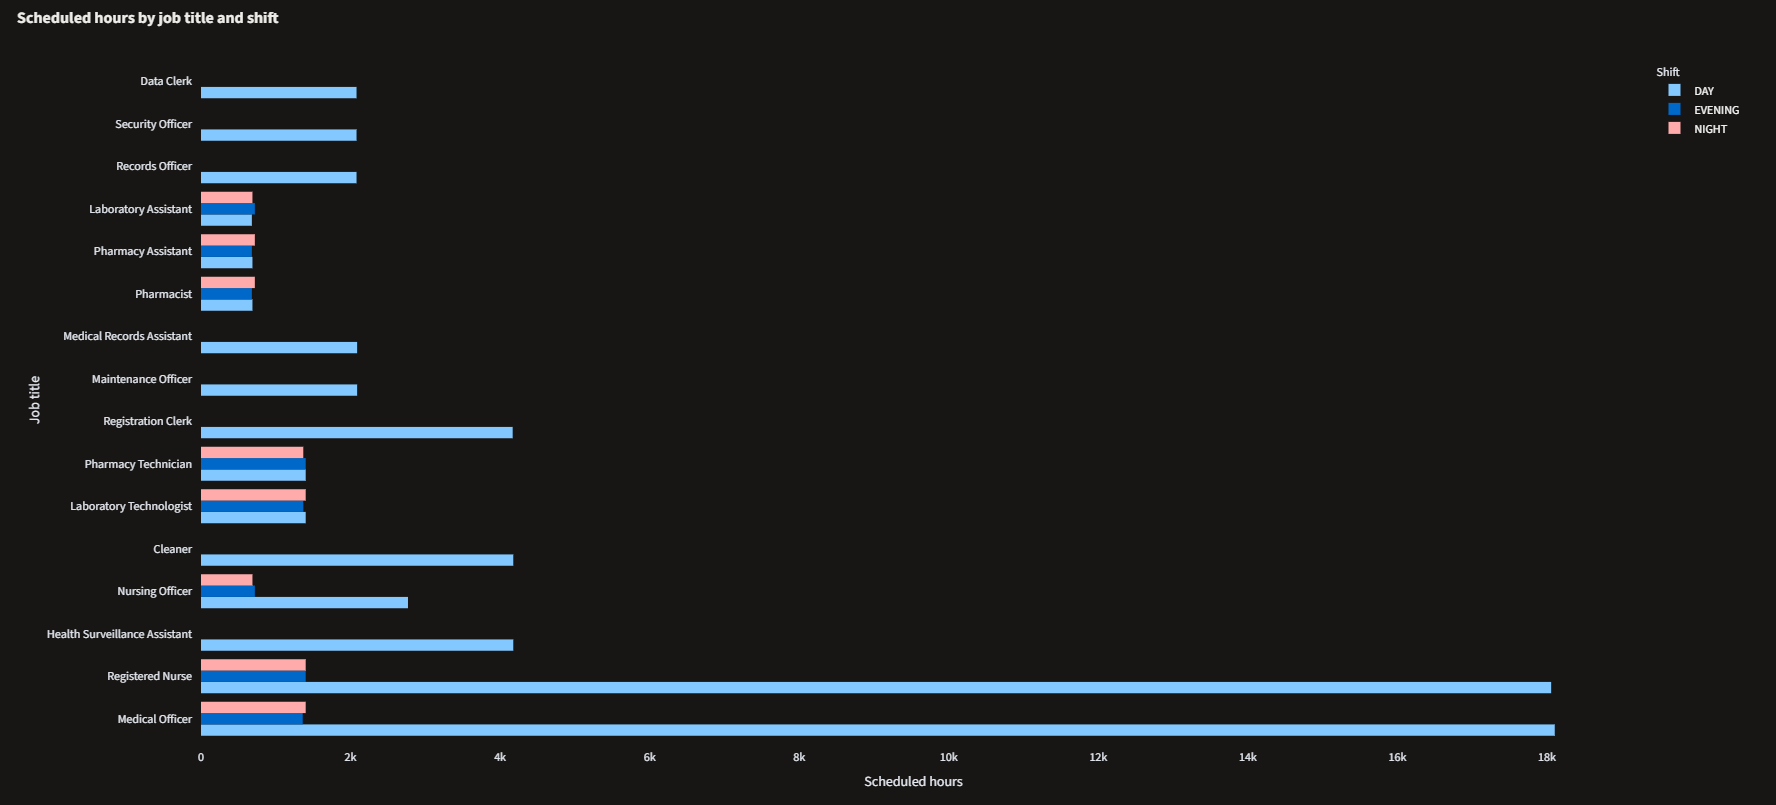 Scheduled hours by job title and shift
Shift
DAY
EVENING
NIGHT
Job title
Data Clerk
Security Officer
Records Officer
Laboratory Assistant
Pharmacy Assistant
Pharmacist
Medical Records Assistant
Maintenance Officer
Registration Clerk
Pharmacy Technician
Laboratory Technologist
Cleaner
Nursing Officer
Health Surveillance Assistant
Registered Nurse
Medical Officer
0 2k 4k 6k 8k 10k 12k 14k 16k 18k
Scheduled hours